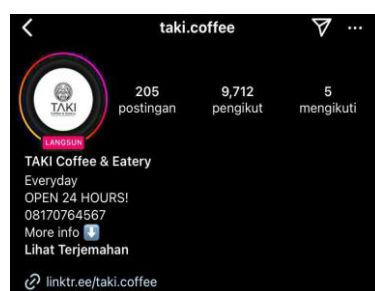 taki.coffee
205 9,712 5
postingan pengikut mengikuti
TAKI
LANGSUN
TAKI Coffee & Eatery
Everyday
OPEN 24 HOURS!
08170764567
More info
Lihat Terjemahan
linktr.ee/taki.coffee